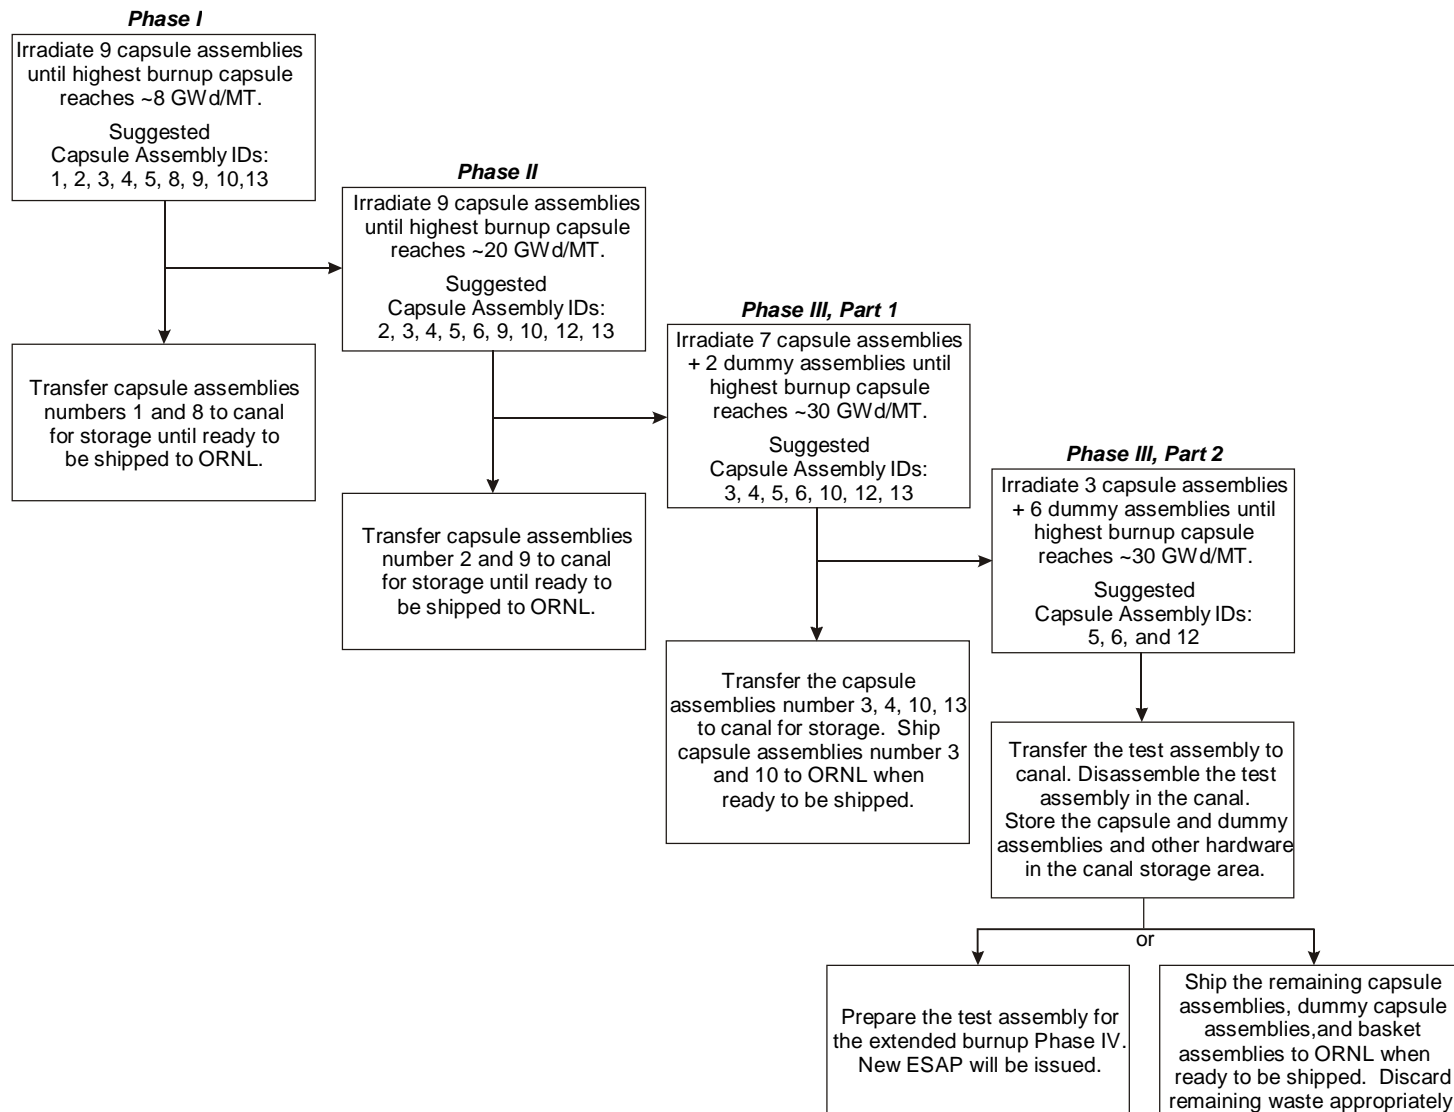 Phase I
Irradiate 9 capsule assemblies
until highest burnup capsule
reaches ~8 GWd/MT.
Suggested
Capsule Assembly IDs:
1, 2, 3, 4, 5, 8, 9, 10,13
Transfer capsule assemblies
numbers 1 and 8 to canal
for storage until ready to
be shipped to ORNL.
Phase II
Irradiate 9 capsule assemblies
until highest burnup capsule
reaches ~20 GWd/MT.
Suggested
Capsule Assembly IDs:
2, 3, 4, 5, 6, 9, 10, 12, 13
Transfer capsule assemblies
number 2 and 9 to canal
for storage until ready to
be shipped to ORNL.
Phase III, Part 1
Irradiate 7 capsule assemblies
+ 2 dummy assemblies until
highest burnup capsule
reaches ~30 GWd/MT.
Suggested
Capsule Assembly IDs:
3, 4, 5, 6, 10, 12, 13
Transfer the capsule
assemblies number 3, 4, 10, 13
to canal for storage.  Ship
capsule assemblies number 3
and 10 to ORNL when
ready to be shipped.
Phase III, Part 2
Irradiate 3 capsule assemblies
+ 6 dummy assemblies until
highest burnup capsule
reaches ~30 GWd/MT.
Suggested
Capsule Assembly IDs:
5, 6, and 12
Transfer the test assembly to
canal. Disassemble the test
assembly in the canal.
Store the capsule and dummy
assemblies and other hardware
in the canal storage area.
or
Prepare the test assembly for
the extended burnup Phase IV.
New ESAP will be issued.
Ship the remaining capsule
assemblies, dummy capsule
assemblies,and basket
assemblies to ORNL when
ready to be shipped.  Discard
remaining waste appropriately